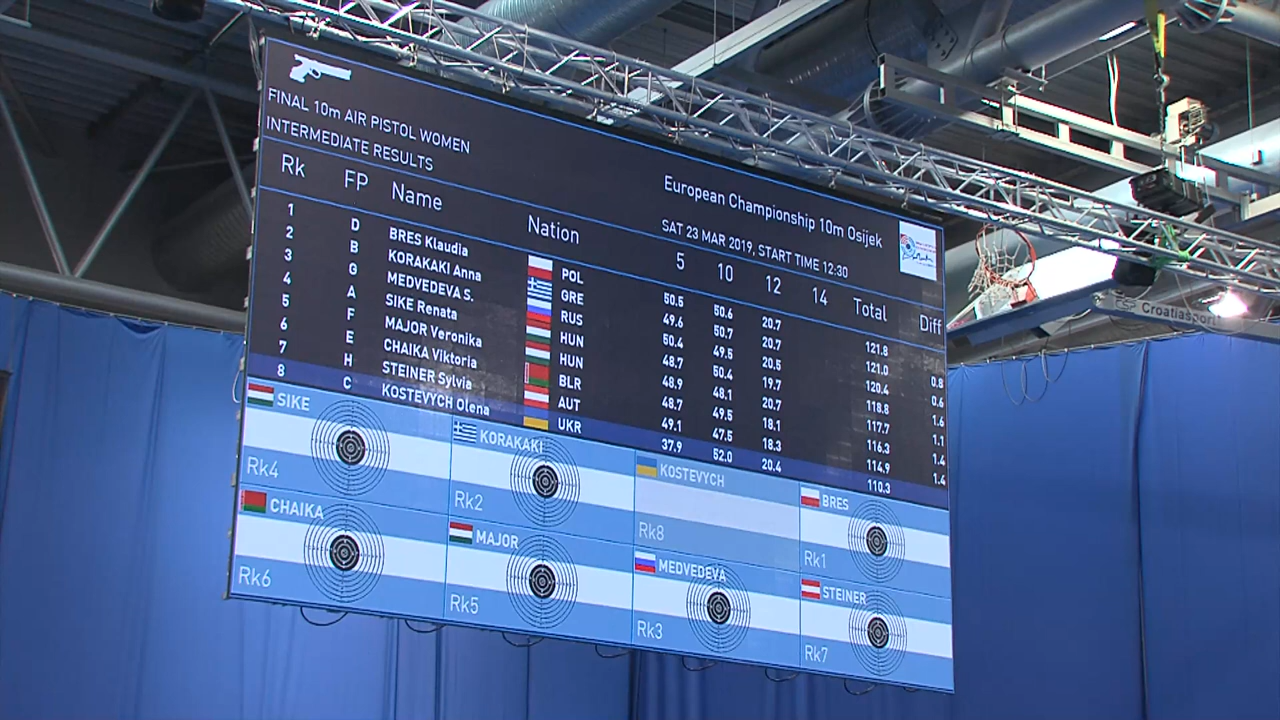 FINAL 10m AIR PISTOL WOMEN
INTERMEDIATE RESULTS
European Championship 10m Osijek
SAT 23 MAR 2019, START TIME 12:30
Rk FP Name Nation 5 10 12 14 Total Diff
1 D BRES Klaudia POL 50.5 50.6 20.7 121.8
2 B KORAKAKI Anna GRE 49.6 50.7 20.7 121.0 0.8
3 G MEDVEDEVA S. RUS 50.4 49.5 20.5 120.4 0.6
4 A SIKE Renata HUN 48.7 50.4 19.7 118.8 1.6
5 F MAJOR Veronika HUN 48.9 48.1 20.7 117.7 1.1
6 E CHAIKA Viktoria BLR 48.7 49.5 18.1 116.3 1.4
7 H STEINER Sylvia AUT 49.1 47.5 18.3 114.9 1.4
8 C KOSTEVYCH Olena UKR 37.9 52.0 20.4 110.3
SIKE Rk4
KORAKAKI Rk2
KOSTEVYCH Rk8
BRES Rk1
CHAIKA Rk6
MAJOR Rk5
MEDVEDEVA Rk3
STEINER Rk7
Croatiasport